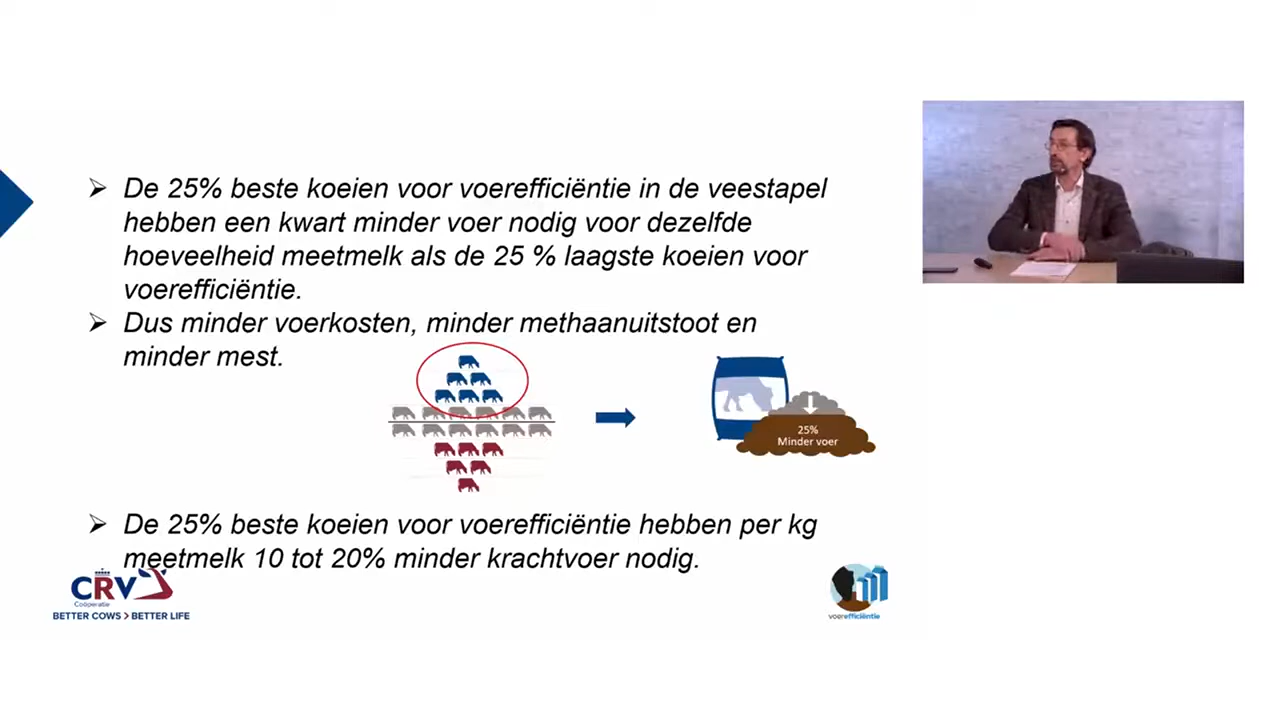 De 25% beste koeien voor voerefficiëntie in de veestapel
hebben een kwart minder voer nodig voor dezelfde
hoeveelheid meetmelk als de 25 % laagste koeien voor
voerefficiëntie.
Dus minder voerkosten, minder methaanuitstoot en
minder mest.
25%
Minder voer
De 25% beste koeien voor voerefficiëntie hebben per kg
meetmelk 10 tot 20% minder krachtvoer nodig.
CRV
Coöperatie
BETTER COWS > BETTER LIFE
voerefficiëntie